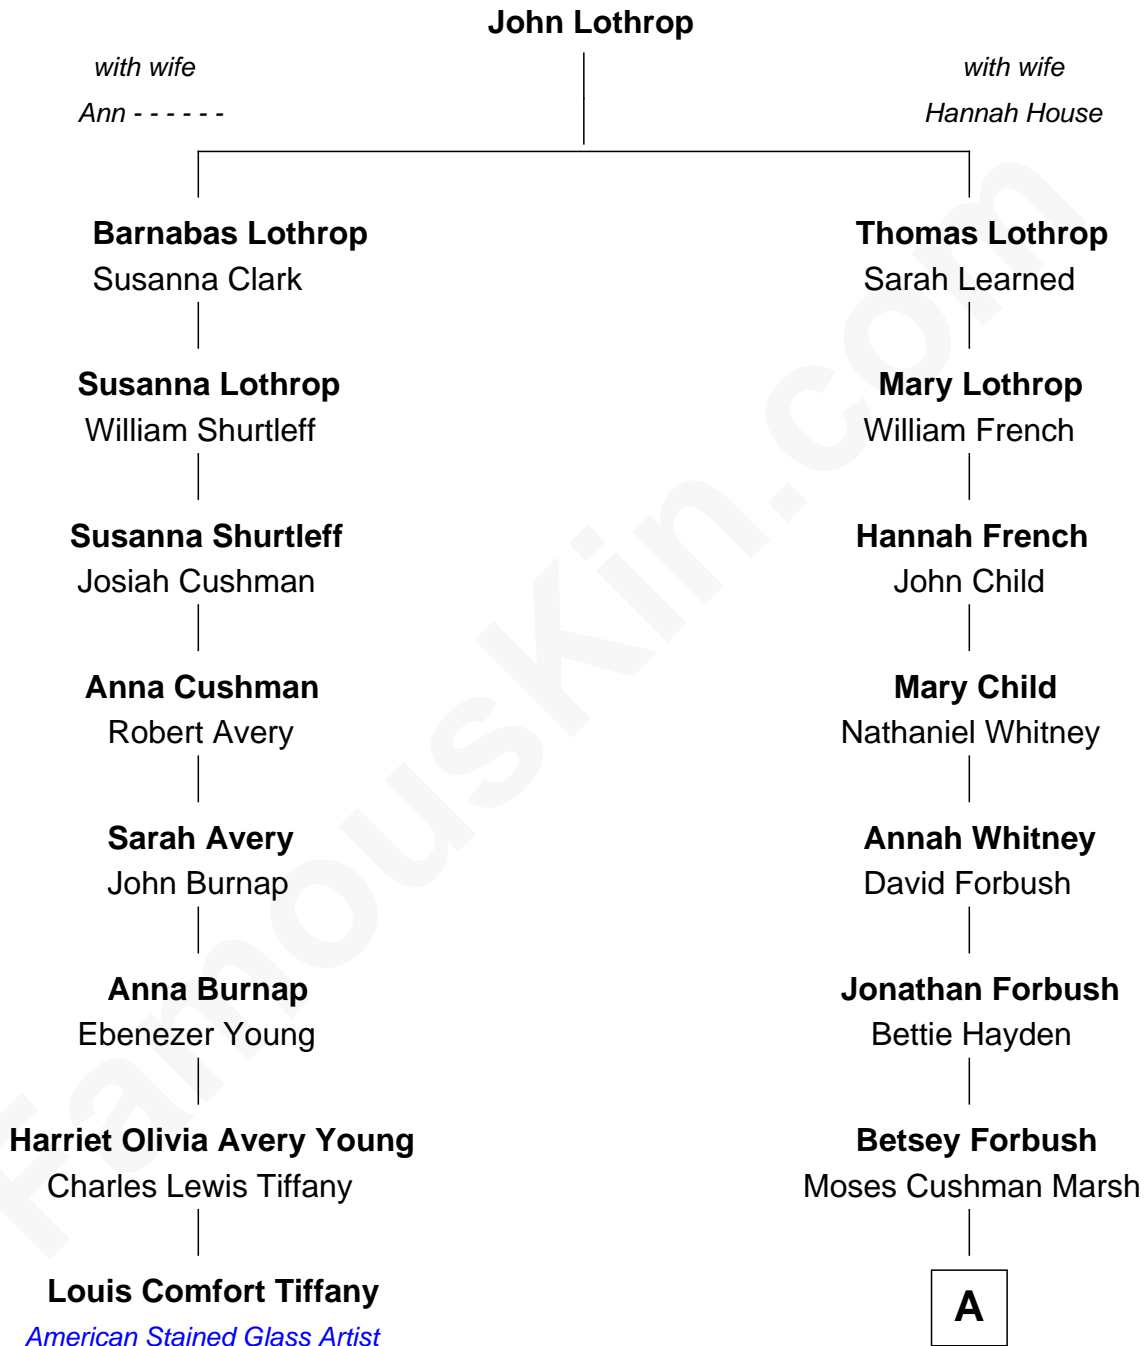 John Lothrop
with wife
Ann - - - - - -
with wife
Hannah House
Barnabas Lothrop
Susanna Clark
Susanna Lothrop
William Shurtleff
Susanna Shurtleff
Josiah Cushman
Anna Cushman
Robert Avery
Sarah Avery
John Burnap
Anna Burnap
Ebenezer Young
Harriet Olivia Avery Young
Charles Lewis Tiffany
Louis Comfort Tiffany
American Stained Glass Artist
Thomas Lothrop
Sarah Learned
Mary Lothrop
William French
Hannah French
John Child
Mary Child
Nathaniel Whitney
Annah Whitney
David Forbush
Jonathan Forbush
Bettie Hayden
Betsey Forbush
Moses Cushman Marsh
A
FamousKin.com